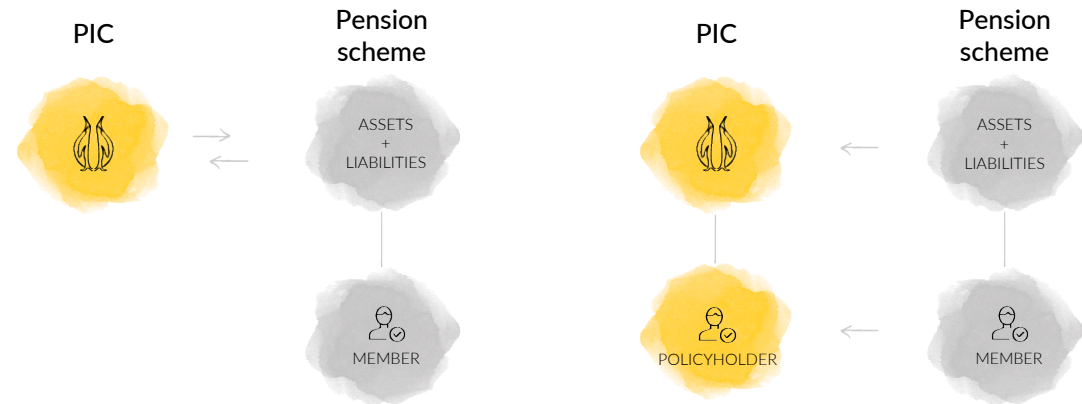 PIC
Pension
scheme
ASSETS
+
LIABILITIES
MEMBER
PIC
Pension
scheme
ASSETS
+
LIABILITIES
POLICYHOLDER
MEMBER